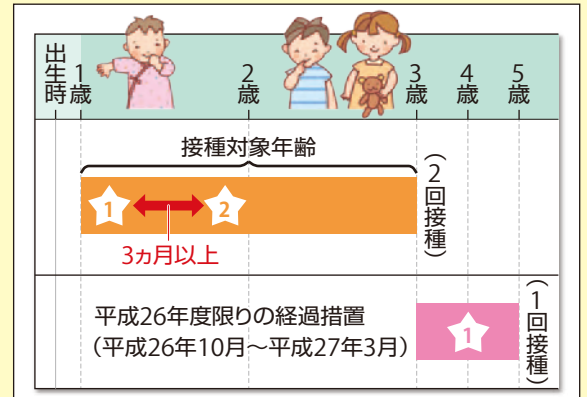 出生時
1歳
2歳
3歳
4歳
5歳
接種対象年齢
1
2
3ヵ月以上
(2回接種)
平成26年度限りの経過措置
(平成26年10月〜平成27年3月)
1
(1回接種)